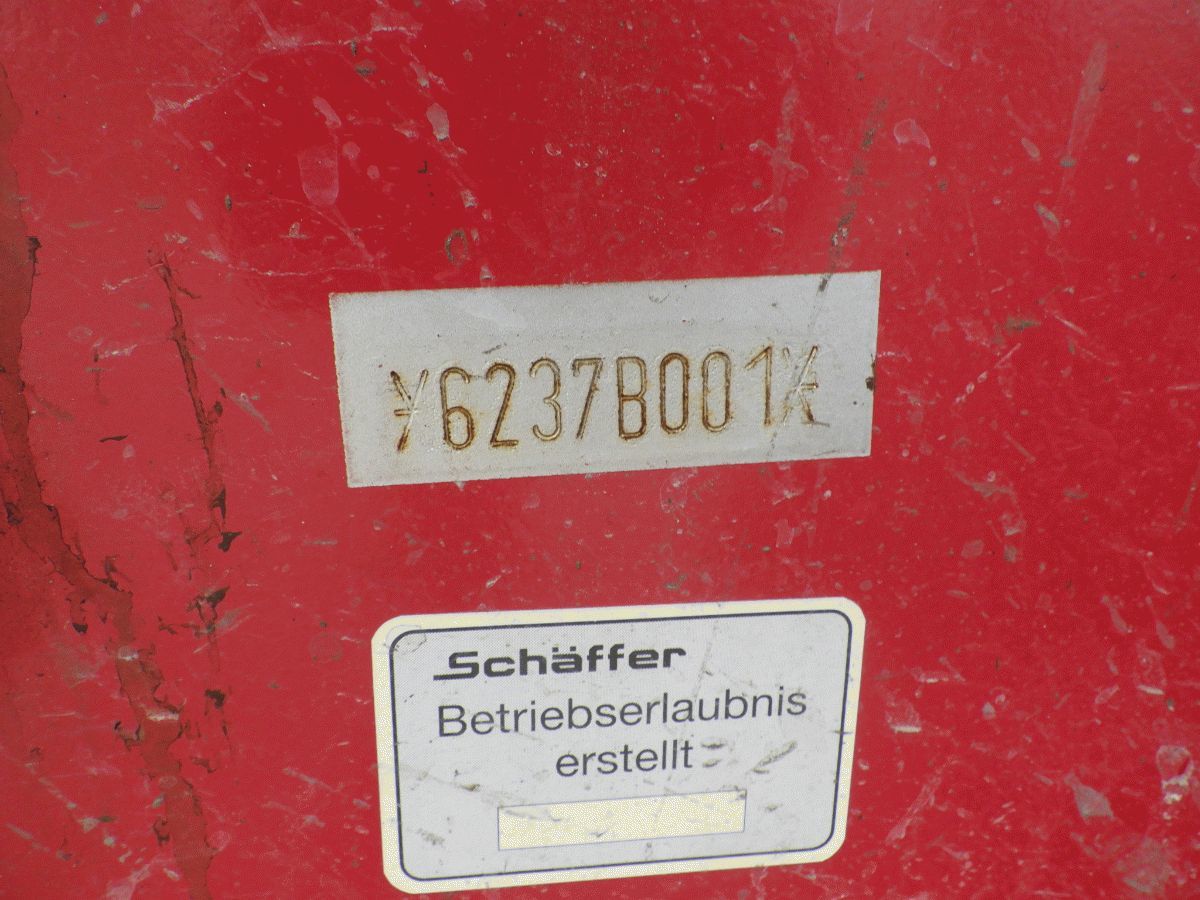 ¥6237B001¥
Schäffer
Betriebserlaubnis
erstellt